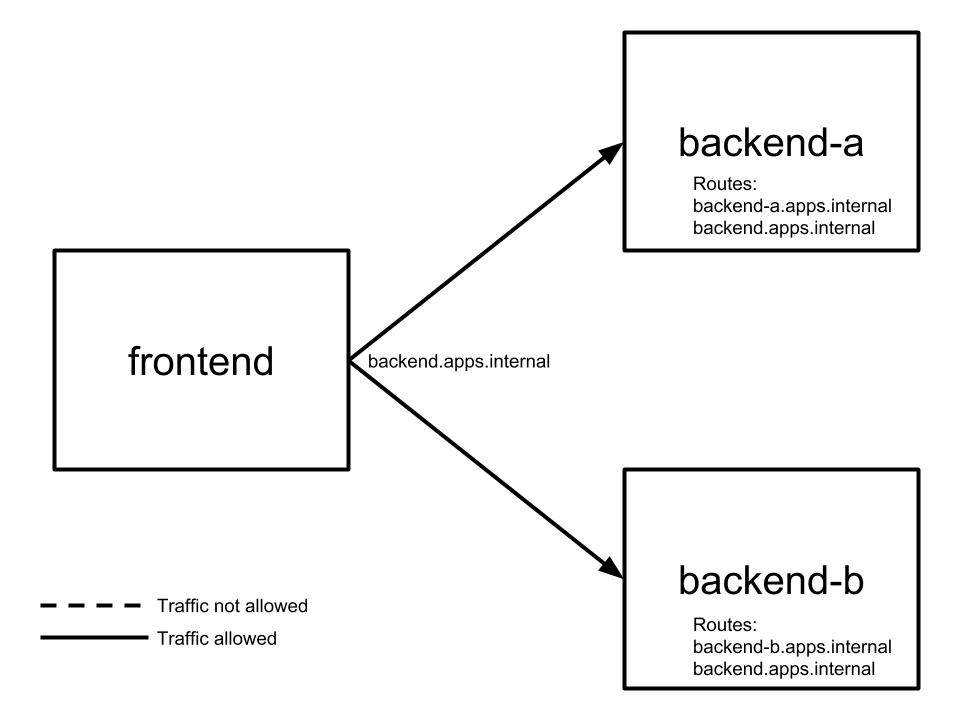 backend-a
Routes:
backend-a.apps.internal
backend.apps.internal
frontend
backend.apps.internal
backend-b
Routes:
backend-b.apps.internal
backend.apps.internal
Traffic not allowed
Traffic allowed